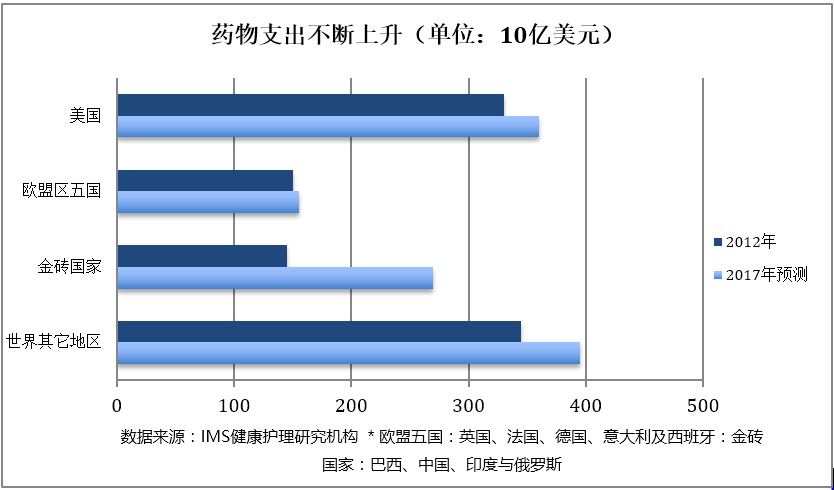 药物支出不断上升（单位：10亿美元）
美国
欧盟区五国
金砖国家
世界其它地区
2012年
2017年预测
0 100 200 300 400 500
数据来源：IMS健康护理研究机构 *欧盟五国：英国、法国、德国、意大利及西班牙：金砖
国家：巴西、中国、印度与俄罗斯